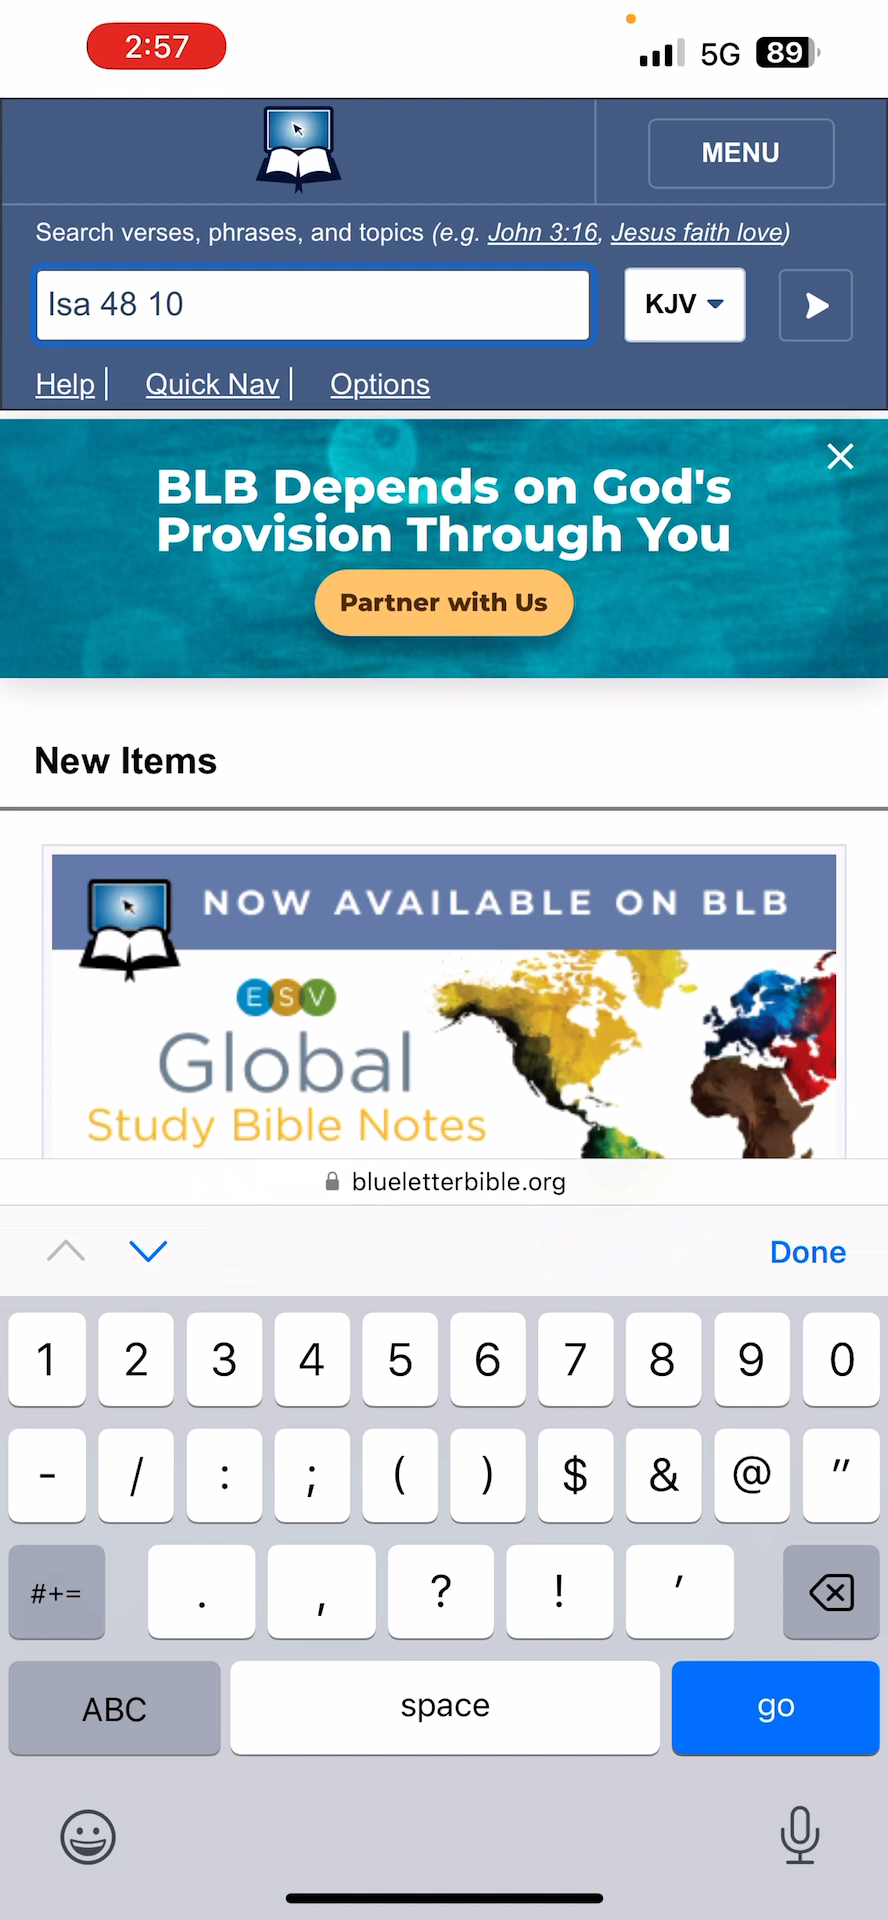 2:57
5G 89
MENU
Search verses, phrases, and topics (e.g. John 3:16, Jesus faith love)
Isa 48 10
KJV
Help | Quick Nav | Options
BLB Depends on God's
Provision Through You
Partner with Us
New Items
NOW AVAILABLE ON BLB
ESV
Global
Study Bible Notes
blueletterbible.org
Done
1 2 3 4 5 6 7 8 9 0
- / : ; ( ) $ & @ "
#+= . , ? ! '
ABC space go